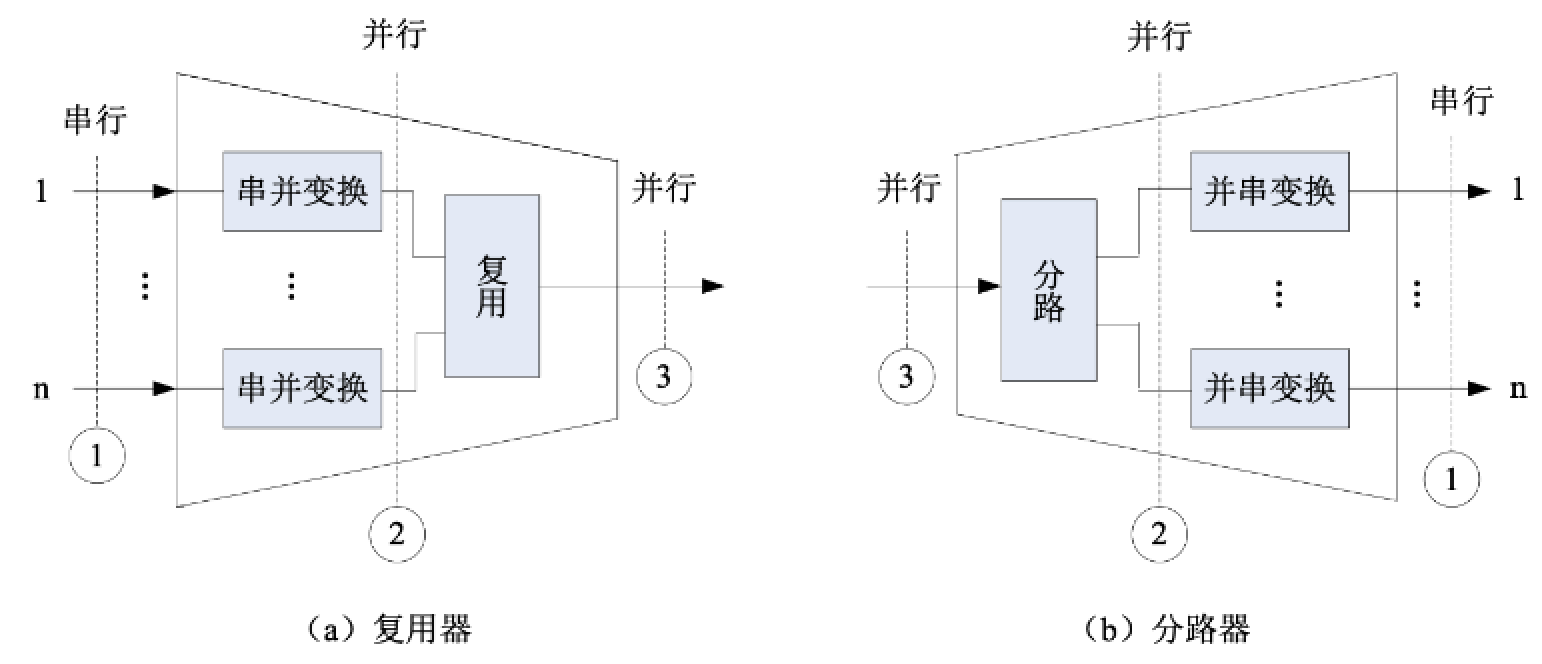 并行
串行
1
串并变换
复用
并行
n
串并变换
3
1
2
（a）复用器
并行
串行
并行
分路
并串变换
1
3
并串变换
n
1
2
（b）分路器